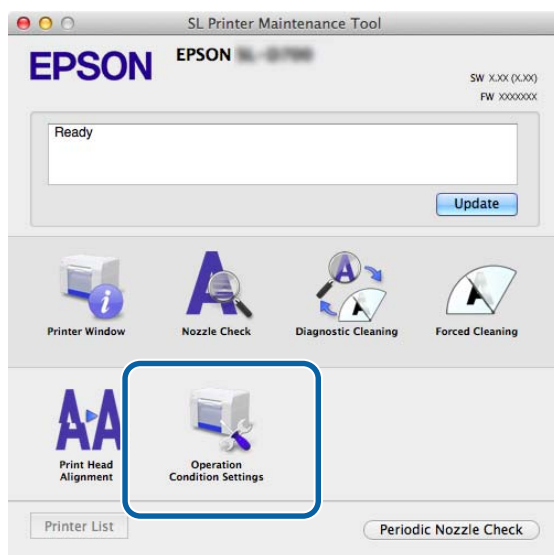 SL Printer Maintenance Tool
EPSON
EPSON
SW X.XX (X.XX)
FW XXXXXXX
Ready
Update
Printer Window
Nozzle Check
Diagnostic Cleaning
Forced Cleaning
Print Head
Alignment
Operation
Condition Settings
Printer List
Periodic Nozzle Check